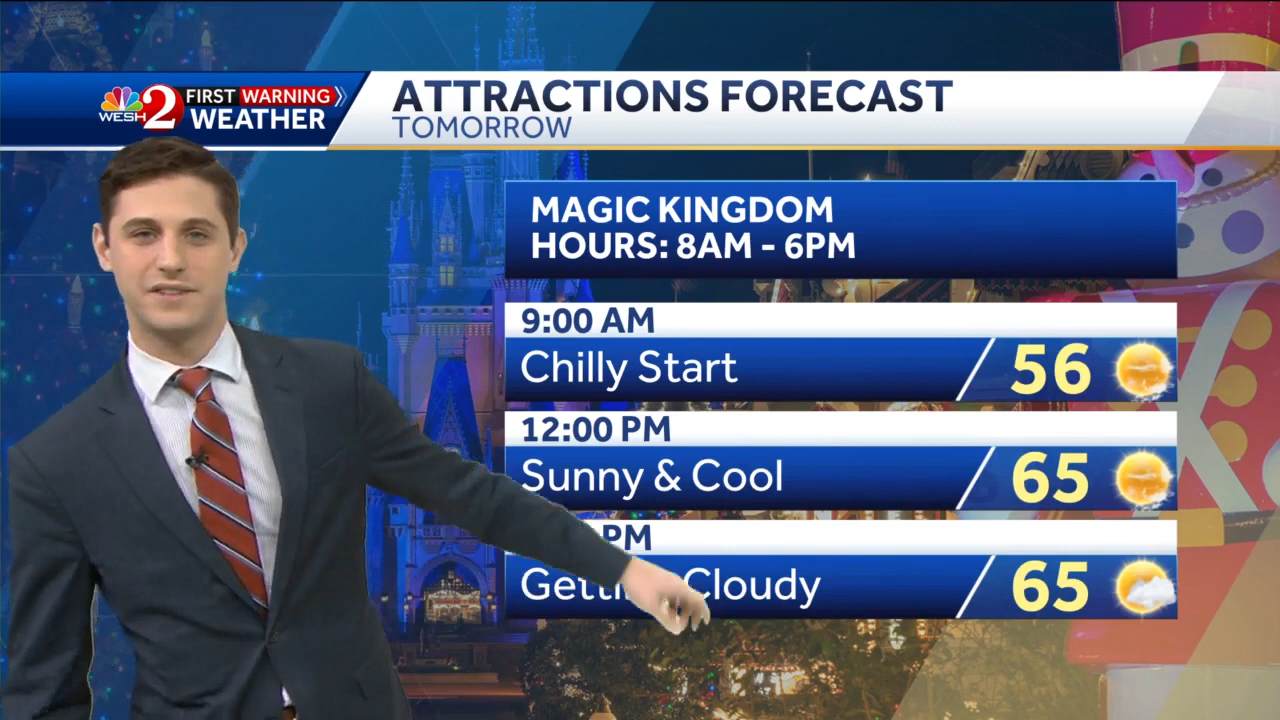 WESH 2 FIRST WARNING
WEATHER
ATTRACTIONS FORECAST
TOMORROW
MAGIC KINGDOM
HOURS: 8AM - 6PM
9:00 AM
Chilly Start
56
12:00 PM
Sunny & Cool
65
PM
Cloudy
65